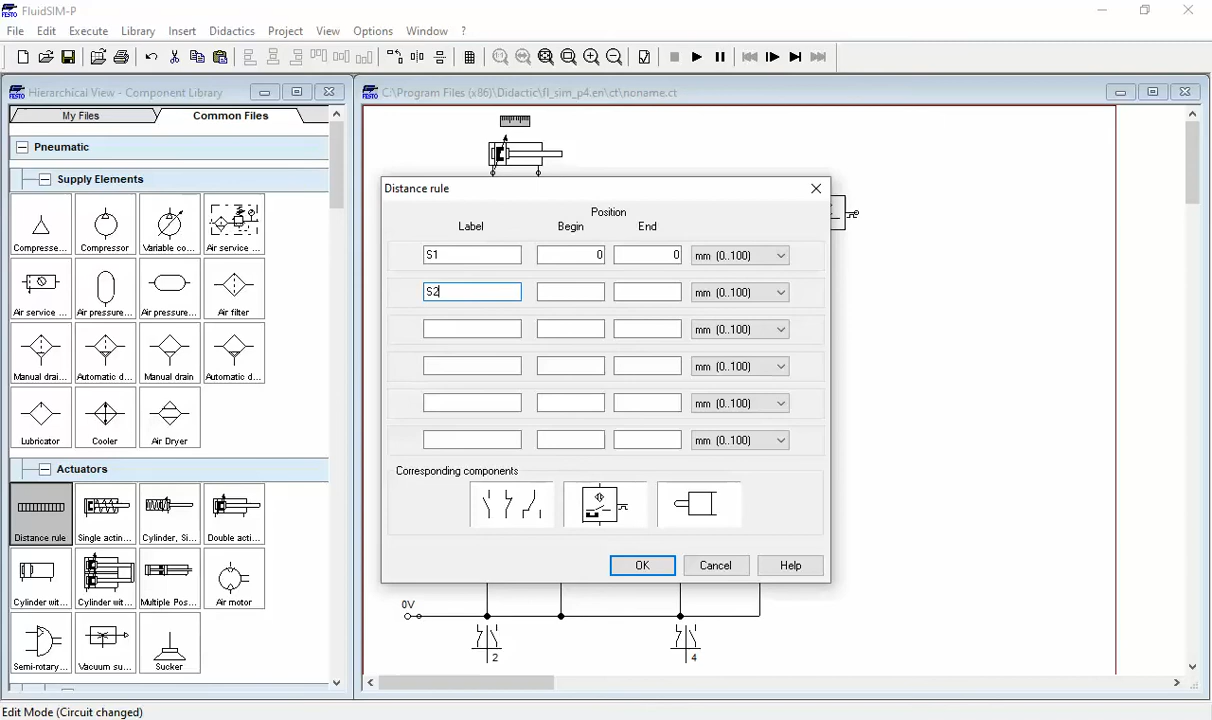 FluidSIM-P
File Edit Execute Library Insert Didactics Project View Options Window ?
FESTO
Hierarchical View - Component Library
C:\Program Files (x86)\Didactic\fl_sim_p4.en\ct\noname.ct
My Files
Common Files
Pneumatic
Supply Elements
Compresse... Compressor Variable co... Air service ...
Air service ... Air pressure... Air pressure... Air filter
Manual drai... Automatic d... Manual drain Automatic d...
Lubricator Cooler Air Dryer
Actuators
Distance rule Single actin... Cylinder, Si... Double acti...
Cylinder wit... Cylinder wit... Multiple Pos... Air motor
Semi-rotary... Vacuum su... Sucker
Distance rule
Position
Label Begin End
S1 0 0 mm (0..100)
S2 mm (0..100)
mm (0..100)
mm (0..100)
mm (0..100)
mm (0..100)
Corresponding components
OK Cancel Help
0V
2 4
Edit Mode (Circuit changed)